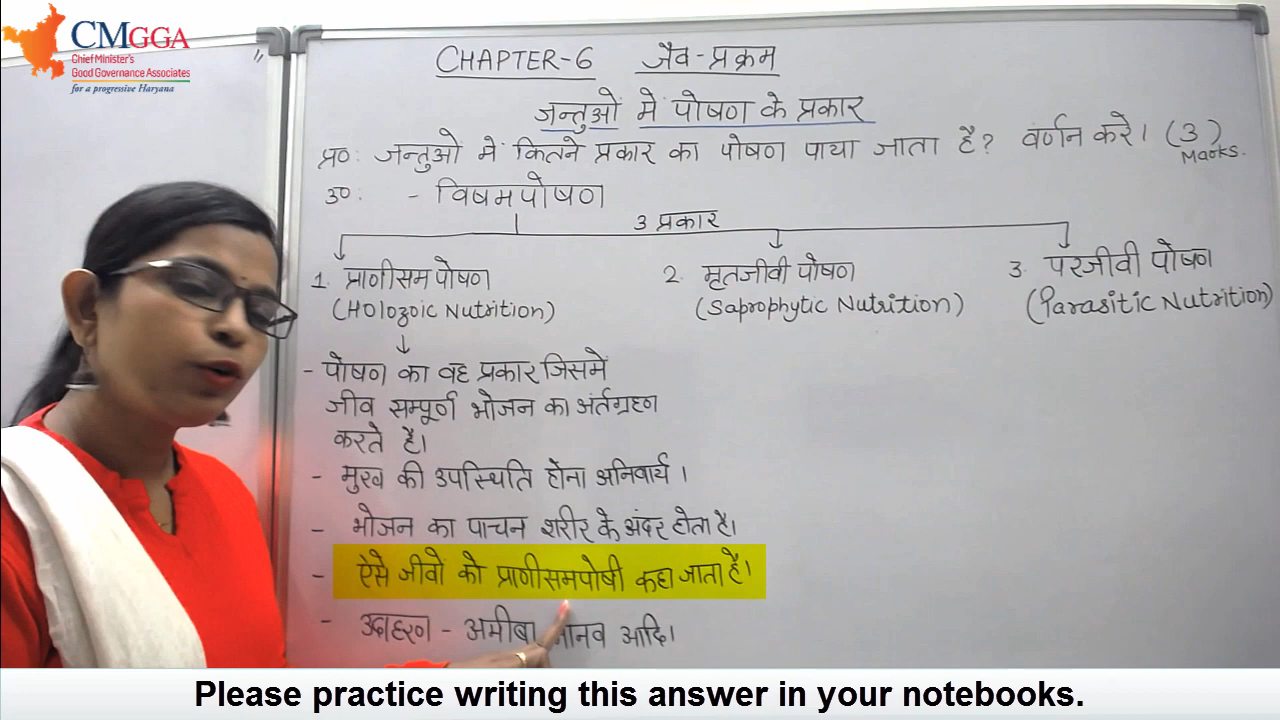 CMGGA
Chief Minister's
Good Governance Associates
for a progressive Haryana
CHAPTER-6 जैव-प्रक्रम
जन्तुओं में पोषण के प्रकार
प्र०: जन्तुओ में कितने प्रकार का पोषण पाया जाता है? वर्णन करे। (3)
Marks.
उ०: - विषमपोषण
3 प्रकार
1. प्राणीसम पोषण
(Holozoic Nutrition)
2. मृतजीवी पोषण
(Saprophytic Nutrition)
3. परजीवी पोषण
(Parasitic Nutrition)
- पोषण का वह प्रकार जिसमें
जीव सम्पूर्ण भोजन का अंर्तग्रहण
करते है।
- मुख की उपस्थिति होना अनिवार्य।
- भोजन का पाचन शरीर के अंदर होता है।
- ऐसे जीवों को प्राणीसमपोषी कहा जाता है।
- उदाहरण - अमीबा, मानव आदि।
Please practice writing this answer in your notebooks.